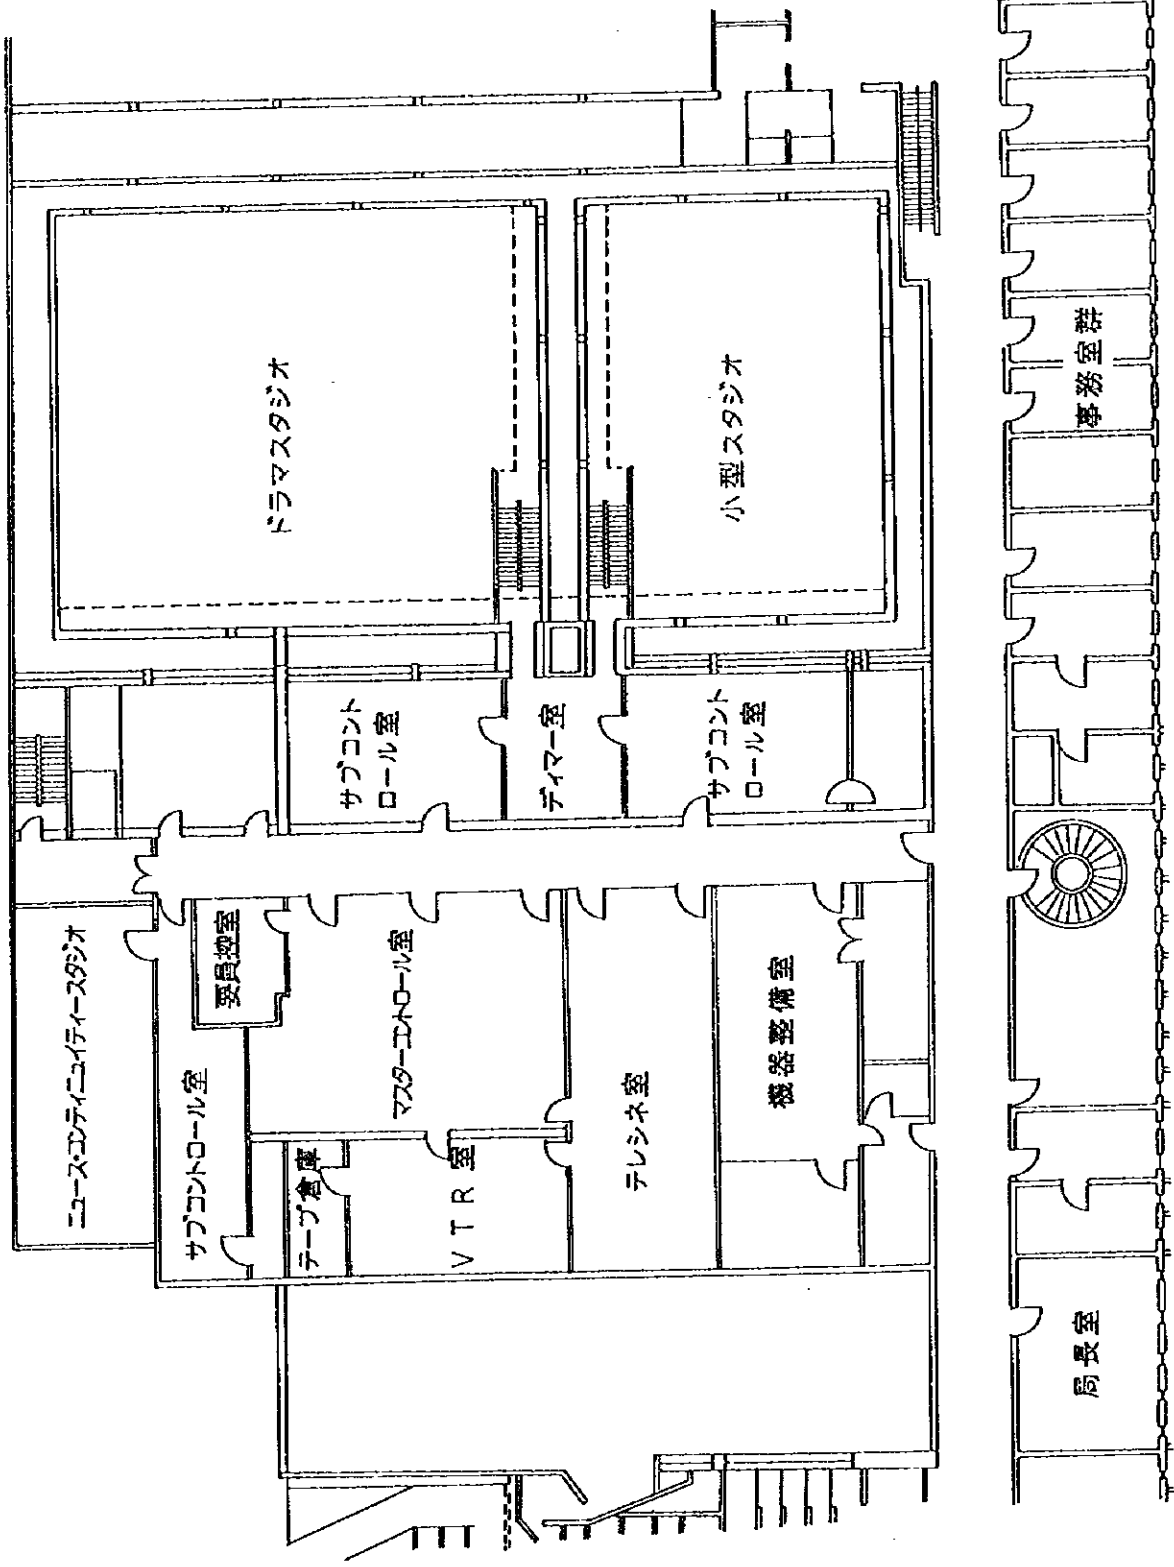 ニュース・コンティニュイティースタジオ
サブコントロール室
要員控室
テープ倉庫
マスターコントロール室
VTR室
テレシネ室
機器整備室
局長室
サブコント
ロール室
ディマー室
サブコント
ロール室
ドラマスタジオ
小型スタジオ
事務室群